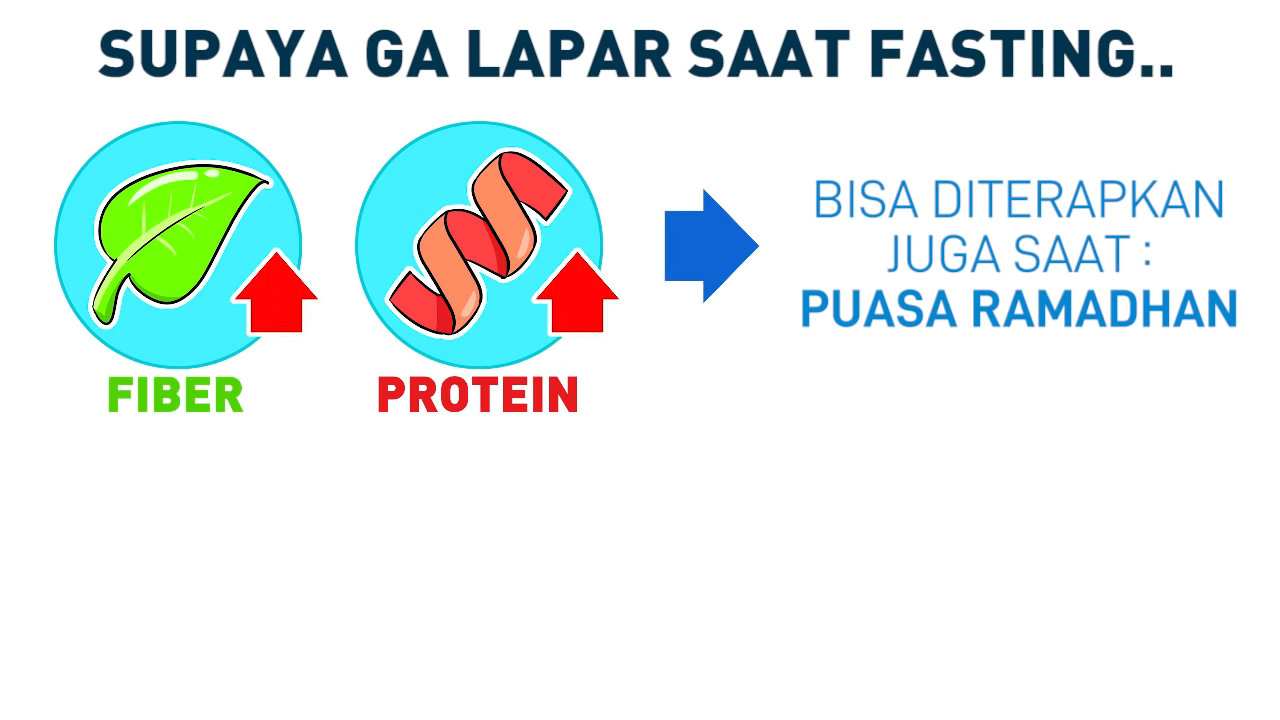 SUPAYA GA LAPAR SAAT FASTING..
FIBER
PROTEIN
BISA DITERAPKAN
JUGA SAAT :
PUASA RAMADHAN